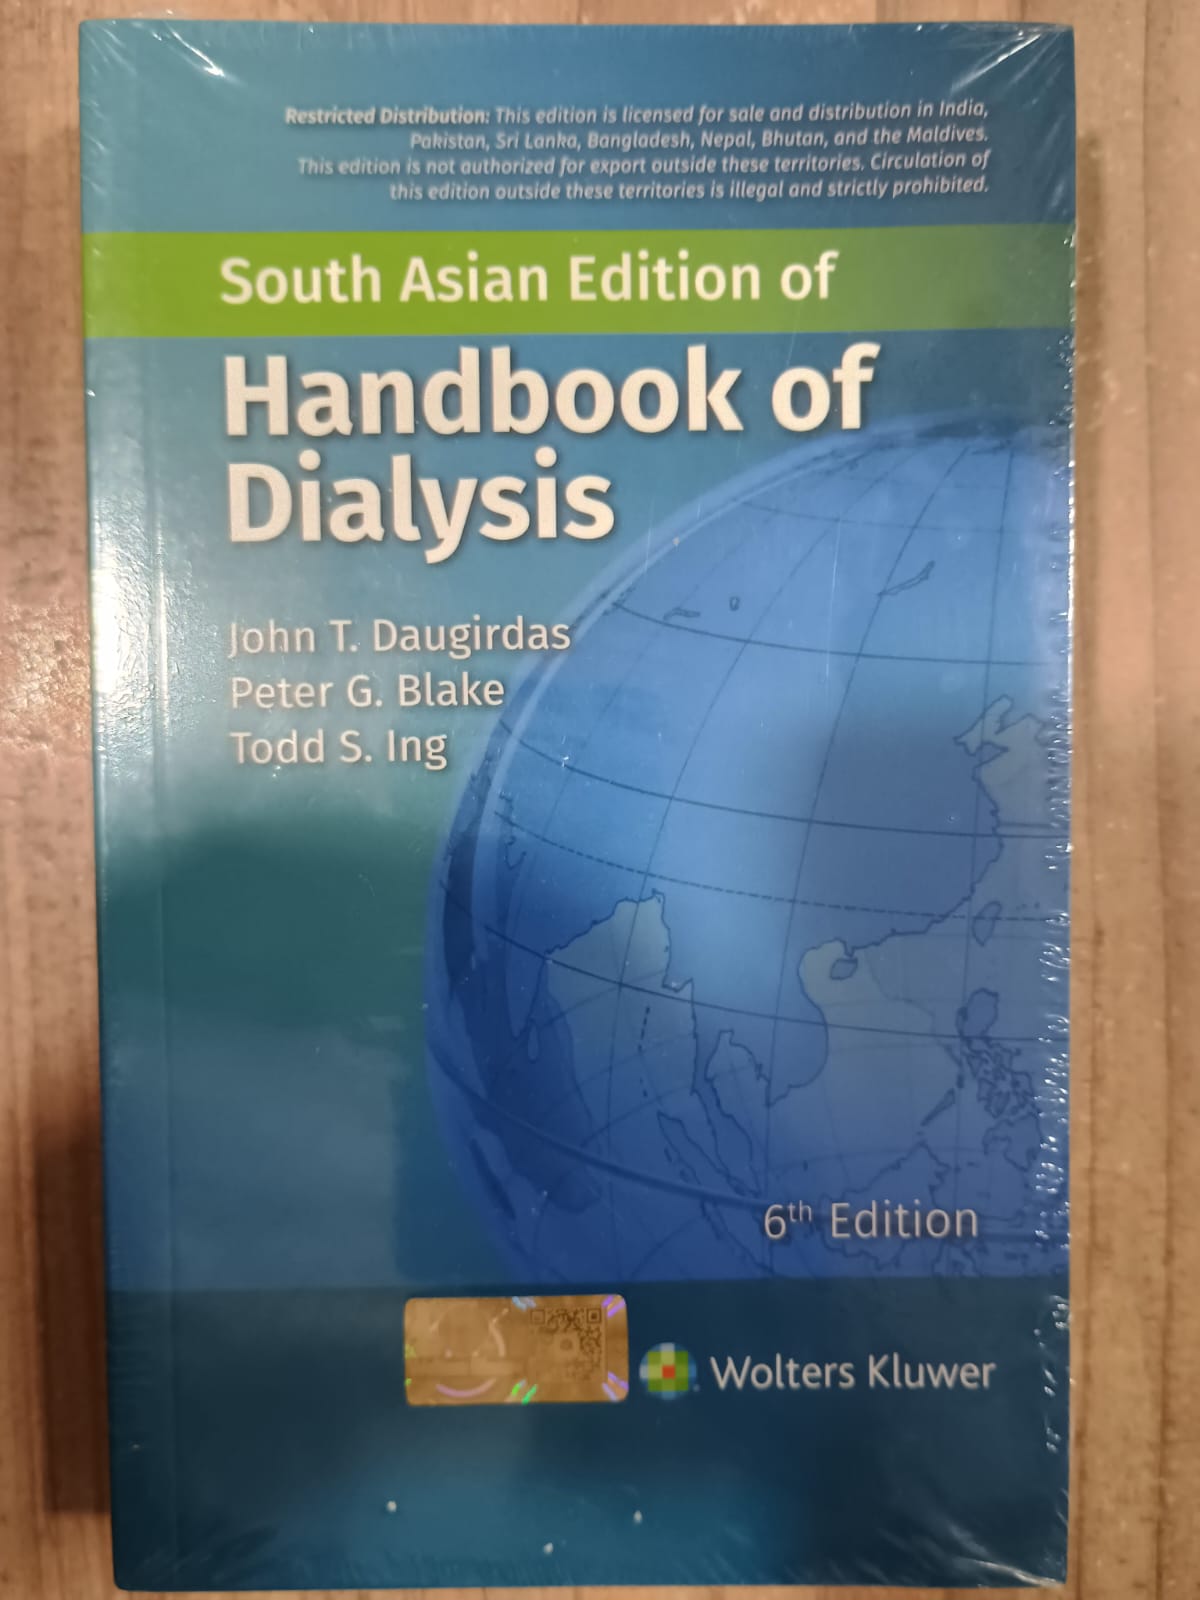 Restricted Distribution: This edition is licensed for sale and distribution in India,
Pakistan, Sri Lanka, Bangladesh, Nepal, Bhutan, and the Maldives.
This edition is not authorized for export outside these territories. Circulation of
this edition outside these territories is illegal and strictly prohibited.
South Asian Edition of
Handbook of
Dialysis
John T. Daugirdas
Peter G. Blake
Todd S. Ing
6th Edition
Wolters Kluwer